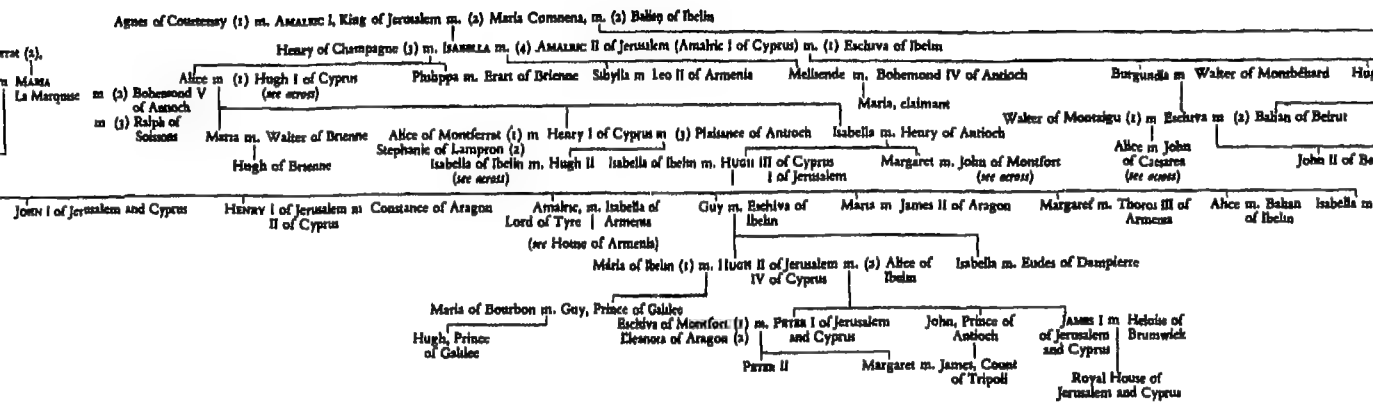 Agnes of Courtenay (1) m. AMALRIC I, King of Jerusalem m. (2) Maria Comnena, m. (2) Balian of Ibelin
rrat (2),
Henry of Champagne (3) m. ISABELLA m. (4) AMALRIC II of Jerusalem (Amalric I of Cyprus) m. (1) Eschiva of Ibelin
m MARIA
La Marquise
Alice m (1) Hugh I of Cyprus
(see across)
Philippa m. Erart of Brienne
Sibylla m Leo II of Armenia
Melisende m. Bohemond IV of Antioch
Burgundia m Walter of Montbéliard
Hug
m (2) Bohemond V
of Antioch
m (3) Ralph of
Soissons
Maria, claimant
Walter of Montaigu (1) m Eschiva m (2) Balian of Beirut
Maria m. Walter of Brienne
Alice of Montferrat (1) m Henry I of Cyprus m (3) Plaisance of Antioch
Stephanie of Lampron (2)
Isabella m. Henry of Antioch
Alice m John
of Caesarea
(see across)
Hugh of Brienne
Isabella of Ibelin m. Hugh II
(see across)
Isabella of Ibelin m. HUGH III of Cyprus
I of Jerusalem
Margaret m. John of Montfort
(see across)
John II of Be
JOHN I of Jerusalem and Cyprus
HENRY I of Jerusalem m Constance of Aragon
II of Cyprus
Amalric, m. Isabella of
Lord of Tyre Armenia
(see House of Armenia)
Guy m. Eschiva of
Ibelin
Maria m James II of Aragon
Margaret m. Thoros III of
Armenia
Alice m. Balian
of Ibelin
Isabella m
Maria of Ibelin (1) m. HUGH II of Jerusalem m. (2) Alice of
IV of Cyprus Ibelin
Isabella m. Eudes of Dampierre
Maria of Bourbon m. Guy, Prince of Galilee
Hugh, Prince
of Galilee
Eschiva of Montfort (1) m. PETER I of Jerusalem
Eleanora of Aragon (2) and Cyprus
John, Prince of
Antioch
JAMES I m Heloise of
of Jerusalem Brunswick
and Cyprus
PETER II
Margaret m. James, Count
of Tripoli
Royal House of
Jerusalem and Cyprus